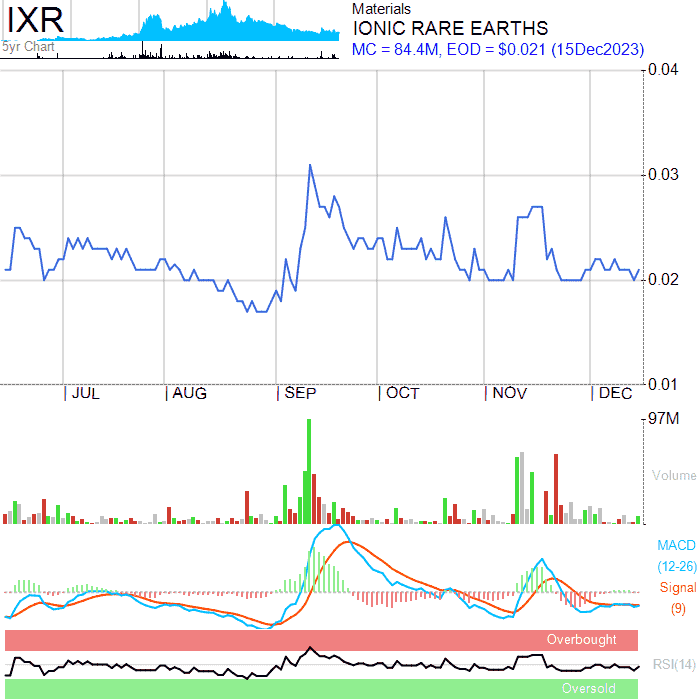 IXR
5yr Chart
Materials
IONIC RARE EARTHS
MC = 84.4M, EOD = $0.021 (15Dec2023)
0.04
0.03
0.02
0.01
JUL AUG SEP OCT NOV DEC
97M
Volume
MACD
(12-26)
Signal
(9)
Overbought
RSI(14)
Oversold